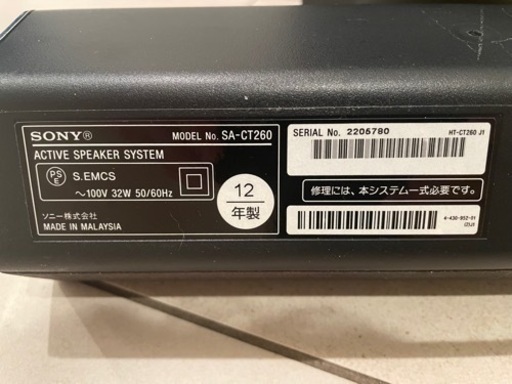 SONY® MODEL No. SA-CT260
ACTIVE SPEAKER SYSTEM
PS E S.EMCS
～100V 32W 50/60Hz
12
年製
ソニー株式会社
MADE IN MALAYSIA
SERIAL No. 2205780 HT-CT260 J1
修理には、本システム一式必要です。
4-430-952-01
(2)J1